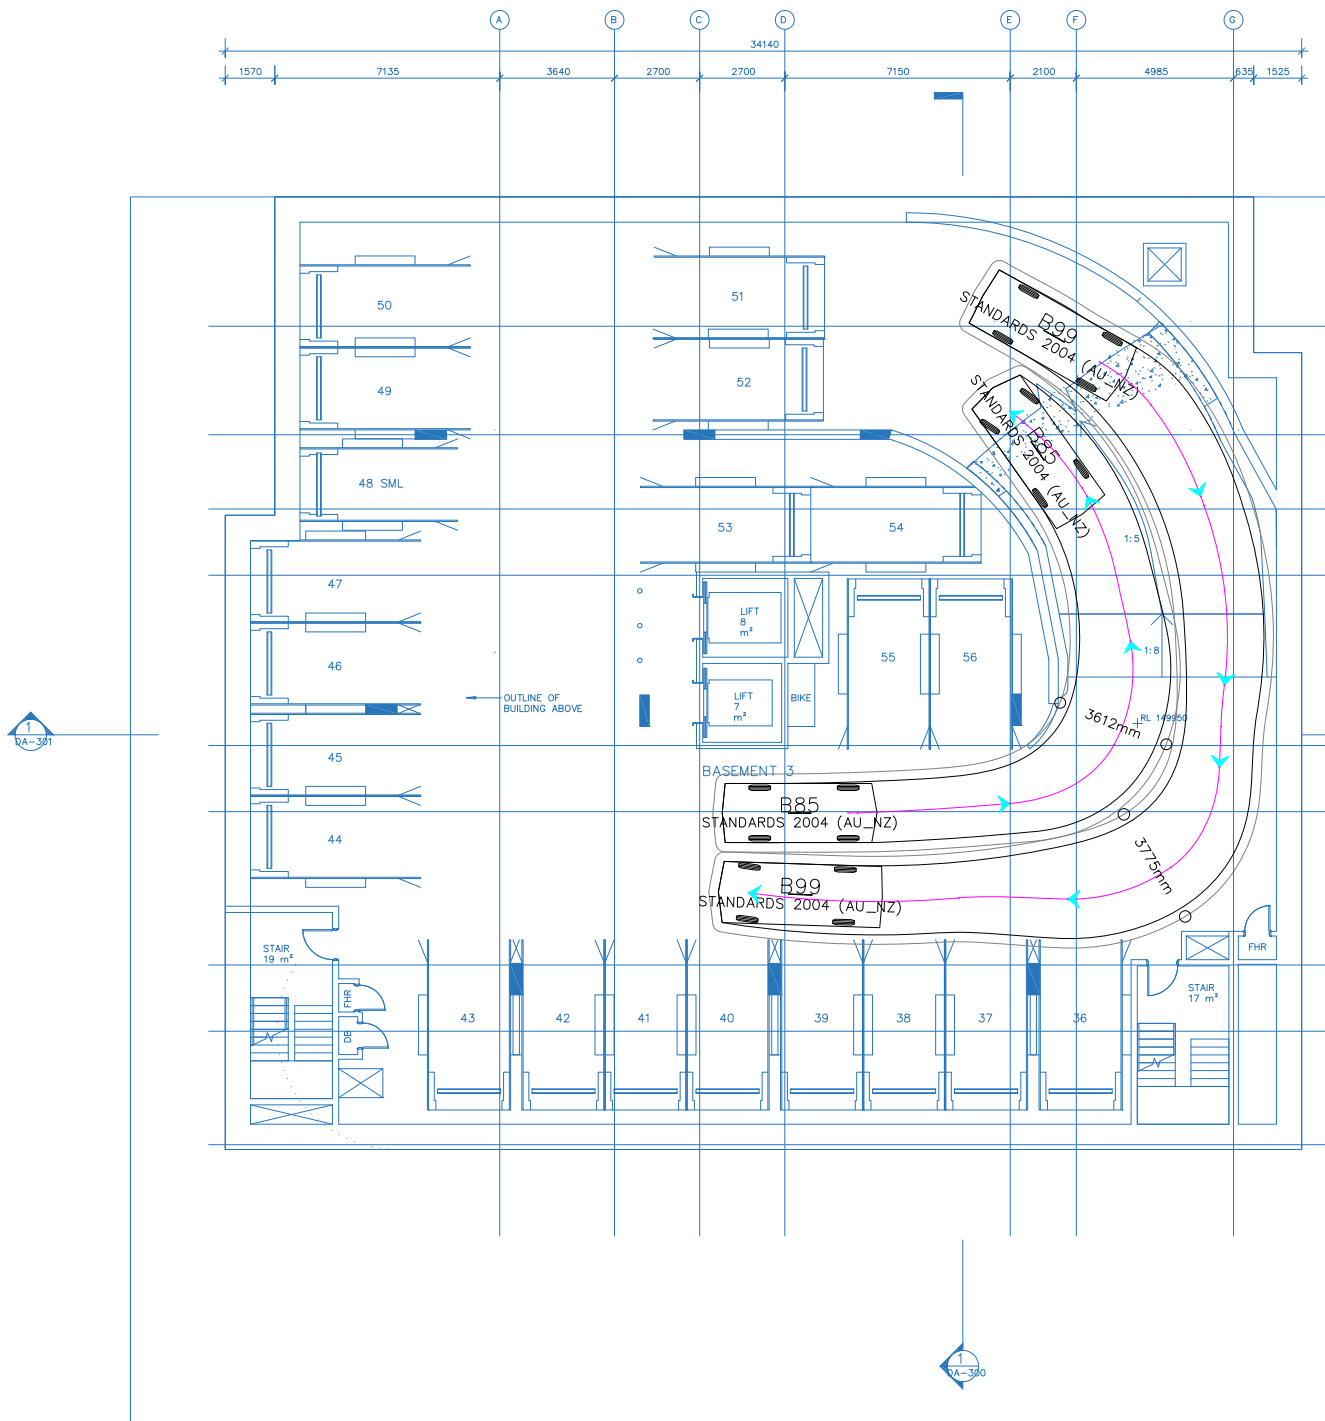 A B C D E F G
34140
1570 7135 3640 2700 2700 7150 2100 4985 635 1525
50
51
B99
STANDARDS 2004 (AU_NZ)
49
52
B85
STANDARDS 2004 (AU_NZ)
48 SML
53
54
1:5
47
LIFT
8
m²
55
56
1:8
46
LIFT
7
m²
BIKE
OUTLINE OF
BUILDING ABOVE
3612mm
RL 149950
1
DA-301
45
BASEMENT 3
B85
STANDARDS 2004 (AU_NZ)
44
3775mm
B99
STANDARDS 2004 (AU_NZ)
STAIR
19 m²
FHR
FHR
DB
STAIR
17 m²
43
42
41
40
39
38
37
36
1
DA-300